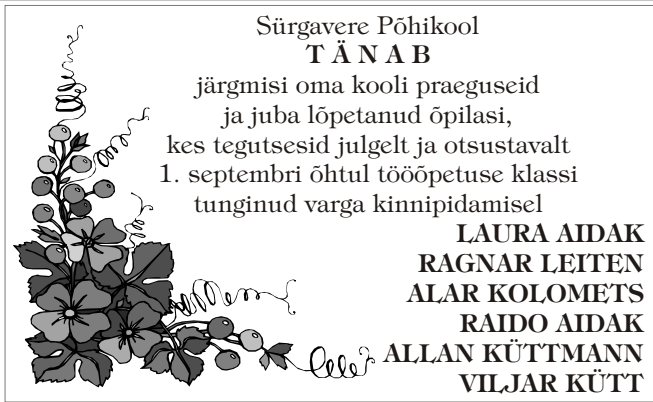 Sürgavere Põhikool
TÄNAB
järgmisi oma kooli praeguseid
ja juba lõpetanud õpilasi,
kes tegutsesid julgelt ja otsustavalt
1. septembri õhtul tööõpetuse klassi
tunginud varga kinnipidamisel
LAURA AIDAK
RAGNAR LEITEN
ALAR KOLOMETS
RAIDO AIDAK
ALLAN KÜTTMANN
VILJAR KÜTT